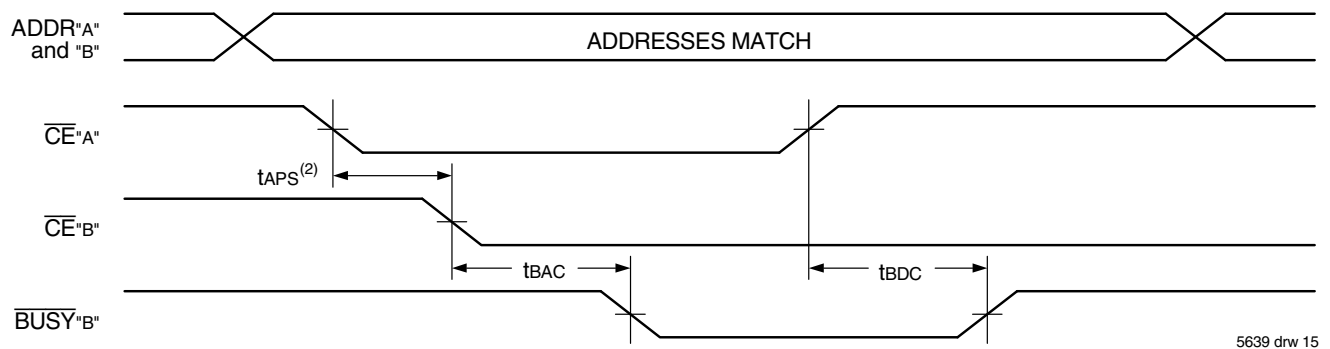 ADDR"A"
and "B"
ADDRESSES MATCH
CE"A"
tAPS(2)
CE"B"
tBAC
tBDC
BUSY"B"
5639 drw 15